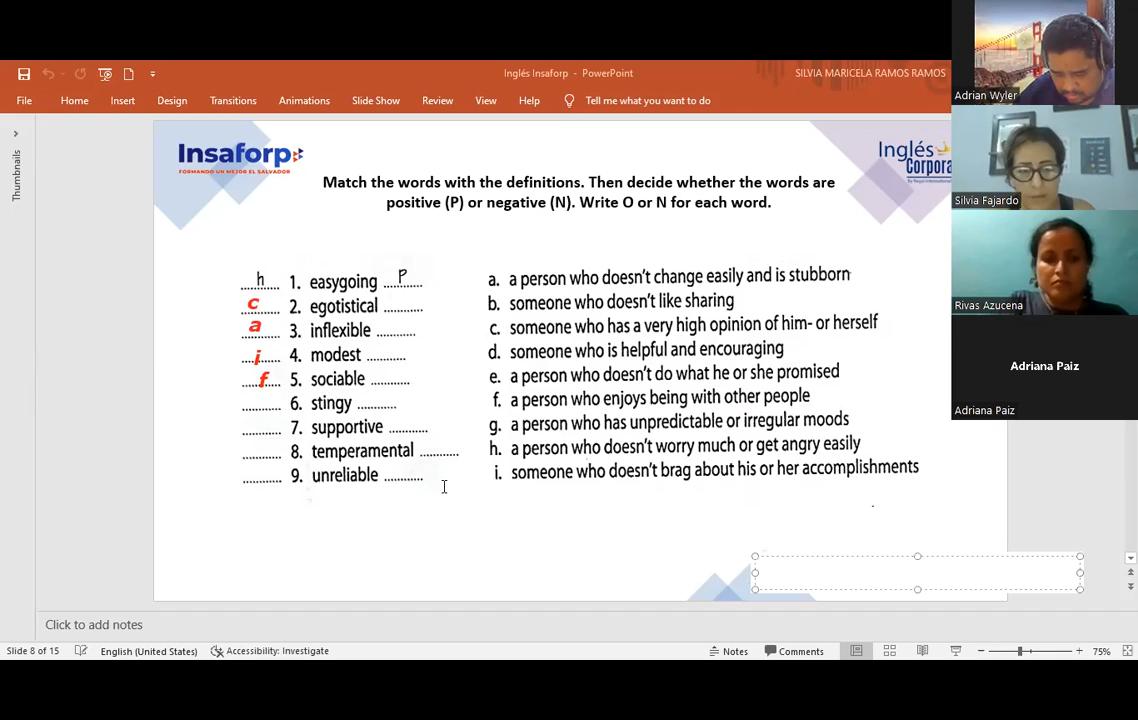 Inglés Insaforp - PowerPoint
SILVIA MARICELA RAMOS RAMOS
File Home Insert Design Transitions Animations Slide Show Review View Help Tell me what you want to do
Adrian Wyler
Thumbnails
Insaforp
FORMANDO UN MEJOR EL SALVADOR
Inglés
Corpora
Match the words with the definitions. Then decide whether the words are
positive (P) or negative (N). Write O or N for each word.
Silvia Fajardo
h 1. easygoing P a. a person who doesn't change easily and is stubborn
c 2. egotistical ........... b. someone who doesn't like sharing
a 3. inflexible ........... c. someone who has a very high opinion of him- or herself
i 4. modest ........... d. someone who is helpful and encouraging
f 5. sociable ........... e. a person who doesn't do what he or she promised
........... 6. stingy ........... f. a person who enjoys being with other people
........... 7. supportive ........... g. a person who has unpredictable or irregular moods
........... 8. temperamental ........... h. a person who doesn't worry much or get angry easily
........... 9. unreliable ........... i. someone who doesn't brag about his or her accomplishments
Rivas Azucena
Adriana Paiz
Adriana Paiz
Click to add notes
Slide 8 of 15 English (United States) Accessibility: Investigate Notes Comments 75%